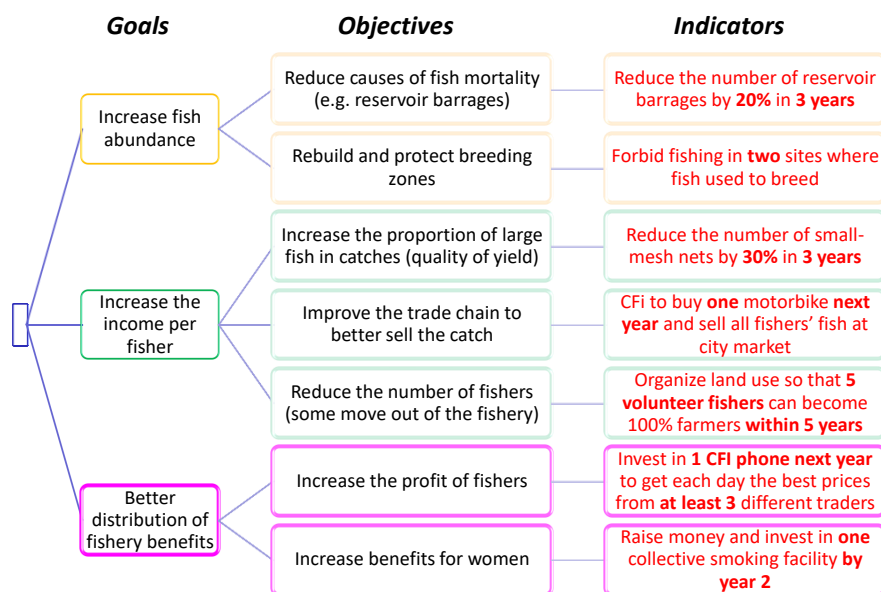 Goals
Objectives
Indicators
Increase fish
abundance
Reduce causes of fish mortality
(e.g. reservoir barrages)
Reduce the number of reservoir
barrages by 20% in 3 years
Rebuild and protect breeding
zones
Forbid fishing in two sites where
fish used to breed
Increase the
income per
fisher
Increase the proportion of large
fish in catches (quality of yield)
Reduce the number of small-
mesh nets by 30% in 3 years
Improve the trade chain to
better sell the catch
CFi to buy one motorbike next
year and sell all fishers’ fish at
city market
Reduce the number of fishers
(some move out of the fishery)
Organize land use so that 5
volunteer fishers can become
100% farmers within 5 years
Better
distribution of
fishery benefits
Increase the profit of fishers
Invest in 1 CFI phone next year
to get each day the best prices
from at least 3 different traders
Increase benefits for women
Raise money and invest in one
collective smoking facility by
year 2